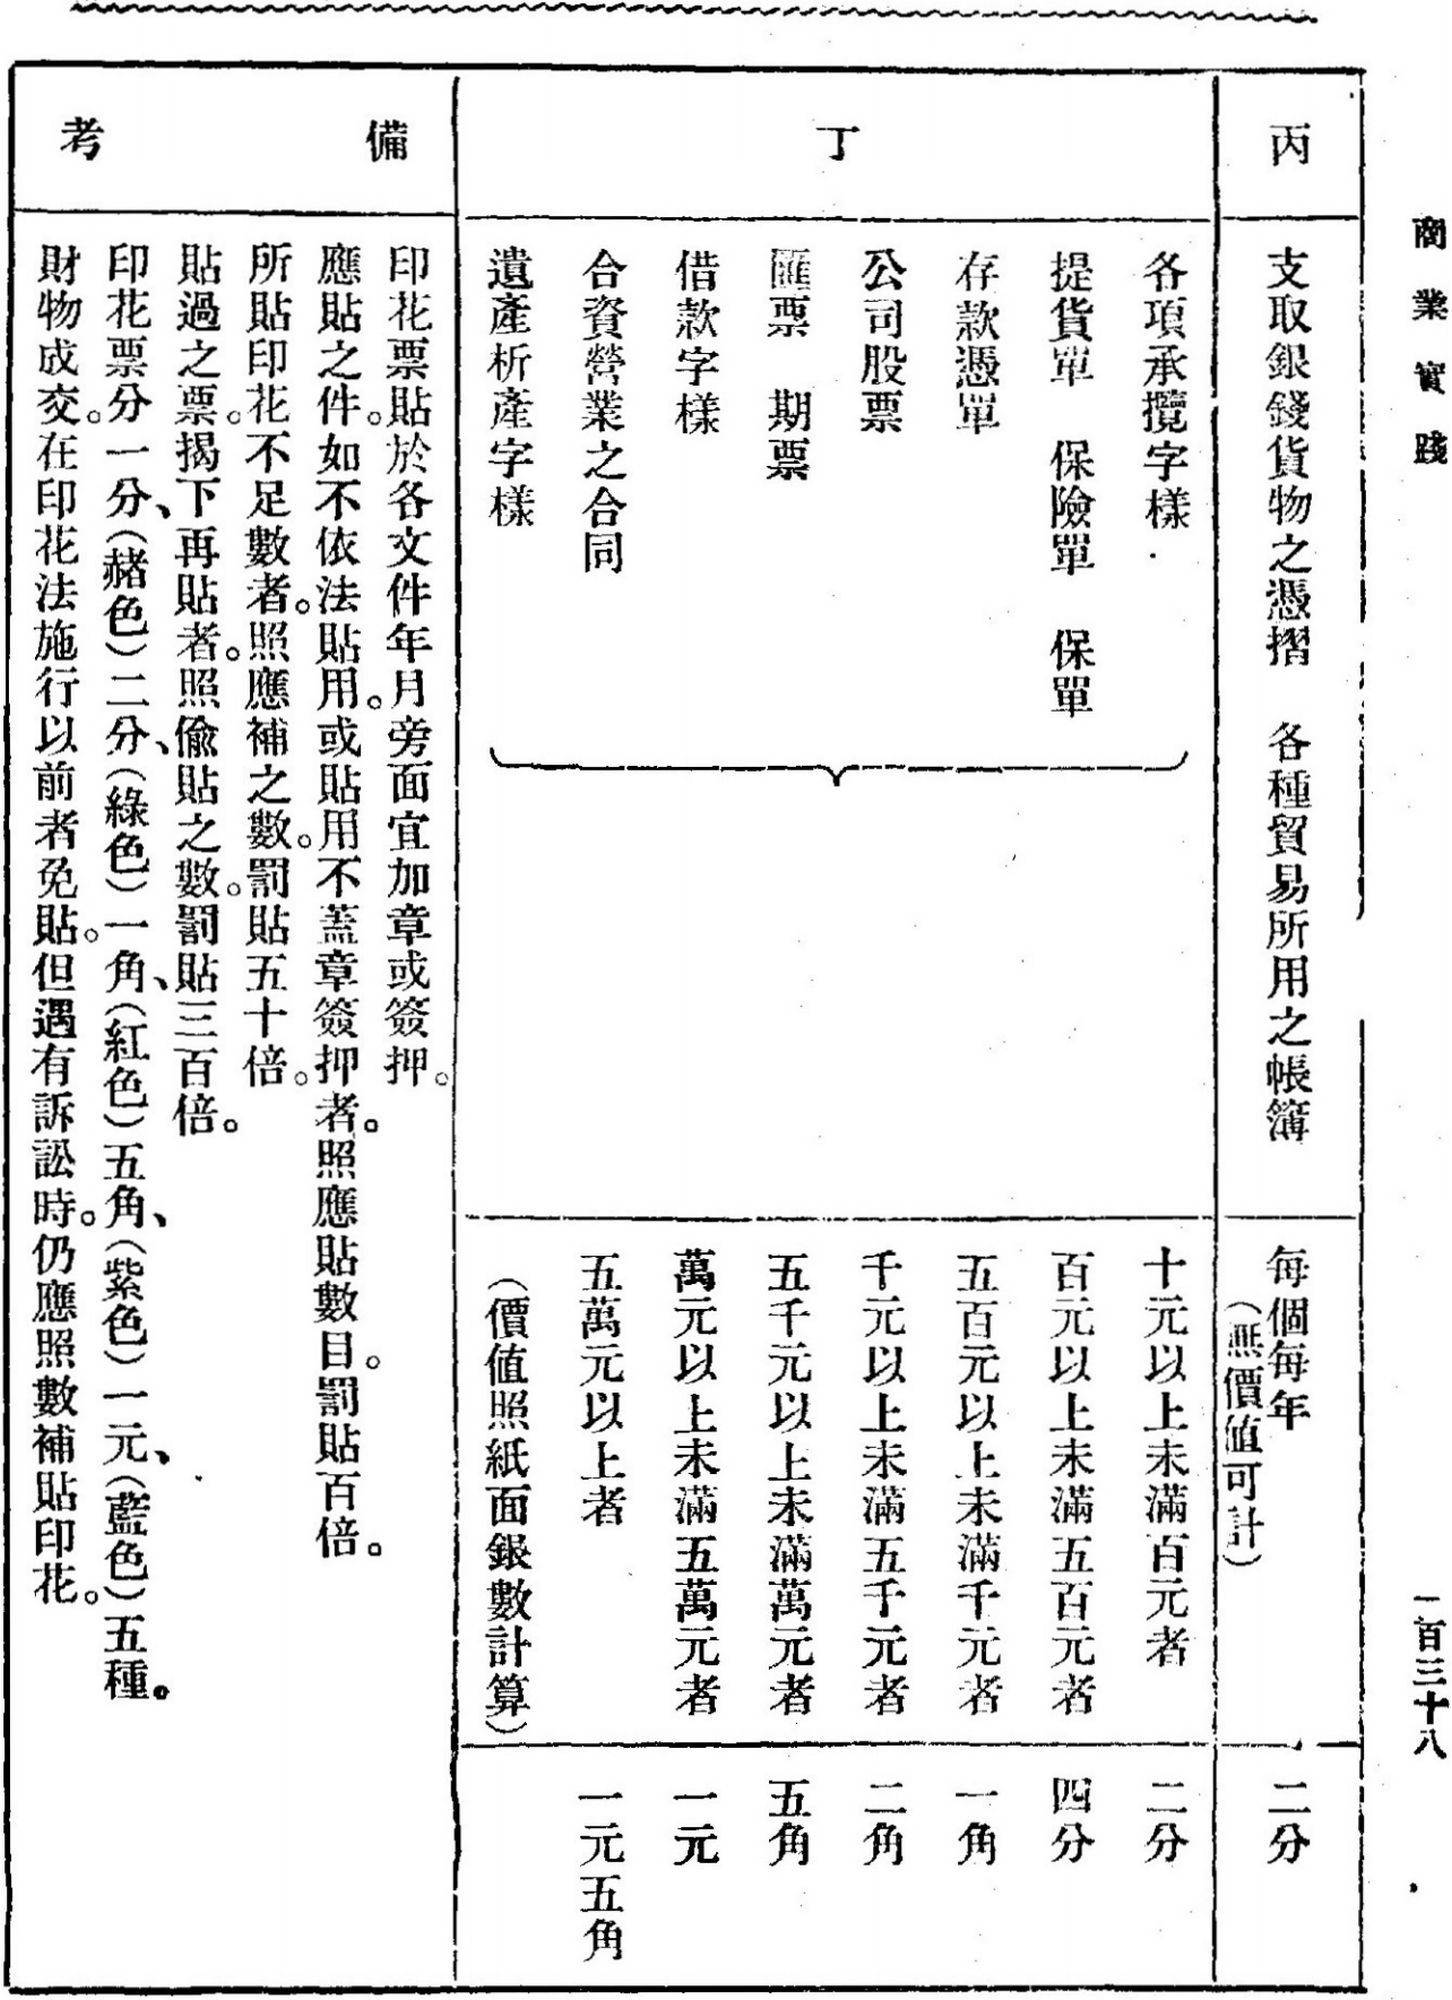 商業實踐
一百三十八
丙
支取銀錢貨物之憑摺　各種貿易所用之帳簿
每個每年
（無價值可計）
二分
丁
各項承攬字樣
提貨單　保險單　保單
存款憑單
公司股票
匯票　期票
借款字樣
合資營業之合同
遺產析產字樣
十元以上未滿百元者
百元以上未滿五百元者
五百元以上未滿千元者
千元以上未滿五千元者
五千元以上未滿萬元者
萬元以上未滿五萬元者
五萬元以上者
（價值照紙面銀數計算）
二分
四分
一角
二角
五角
一元
一元五角
備考
印花票貼於各文件年月旁面宜加章或簽押。
應貼之件。如不依法貼用。或貼用不蓋章簽押者。照應貼數目。罰貼百倍。
所貼印花不足數者。照應補之數。罰貼五十倍。
貼過之票。揭下再貼者。照偷貼之數。罰貼三百倍。
印花票分一分、（赭色）二分、（綠色）一角、（紅色）五角、（紫色）一元、（藍色）五種。
財物成交。在印花法施行以前者免貼。但遇有訴訟時。仍應照數補貼印花。